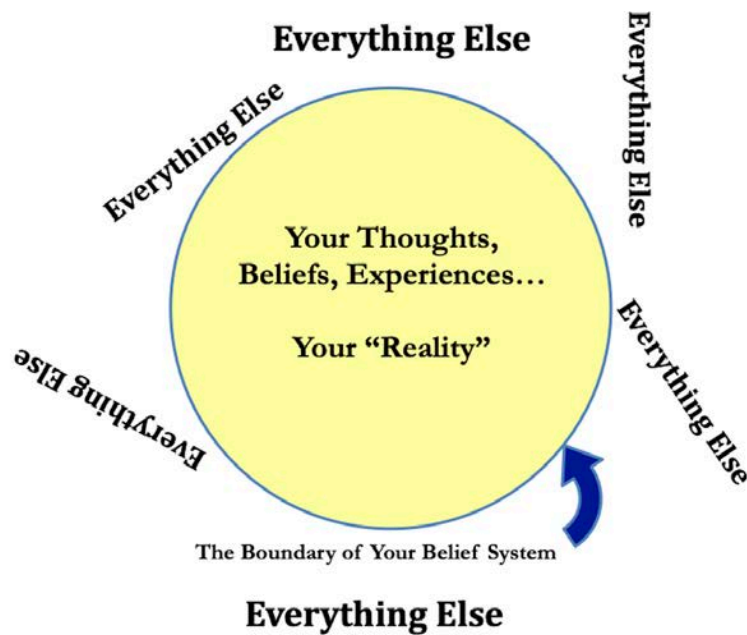 Everything Else
Everything Else
Everything Else
Your Thoughts,
Beliefs, Experiences…
Your “Reality”
Everything Else
Everything Else
The Boundary of Your Belief System
Everything Else